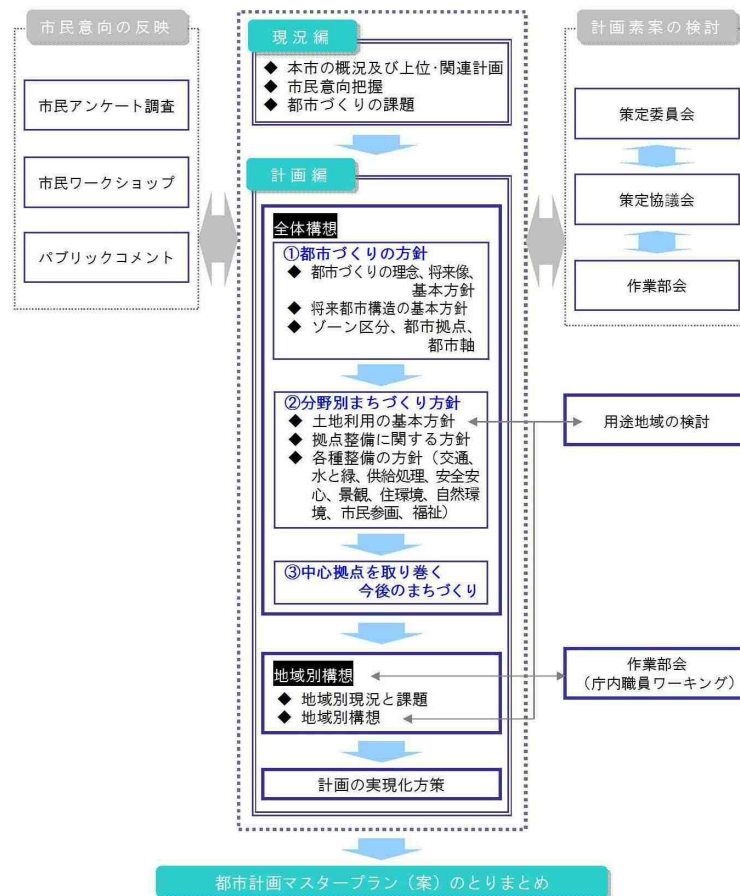 市民意向の反映
市民アンケート調査
市民ワークショップ
パブリックコメント
現況編
◆ 本市の概況及び上位・関連計画
◆ 市民意向把握
◆ 都市づくりの課題
計画編
全体構想
①都市づくりの方針
◆ 都市づくりの理念、将来像、
基本方針
◆ 将来都市構造の基本方針
◆ ゾーン区分、都市拠点、
都市軸
②分野別まちづくり方針
◆ 土地利用の基本方針
◆ 拠点整備に関する方針
◆ 各種整備の方針（交通、
水と緑、供給処理、安全安
心、景観、住環境、自然環
境、市民参画、福祉）
③中心拠点を取り巻く
今後のまちづくり
地域別構想
◆ 地域別現況と課題
◆ 地域別構想
計画の実現化方策
計画素案の検討
策定委員会
策定協議会
作業部会
用途地域の検討
作業部会
（庁内職員ワーキング）
都市計画マスタープラン（案）のとりまとめ